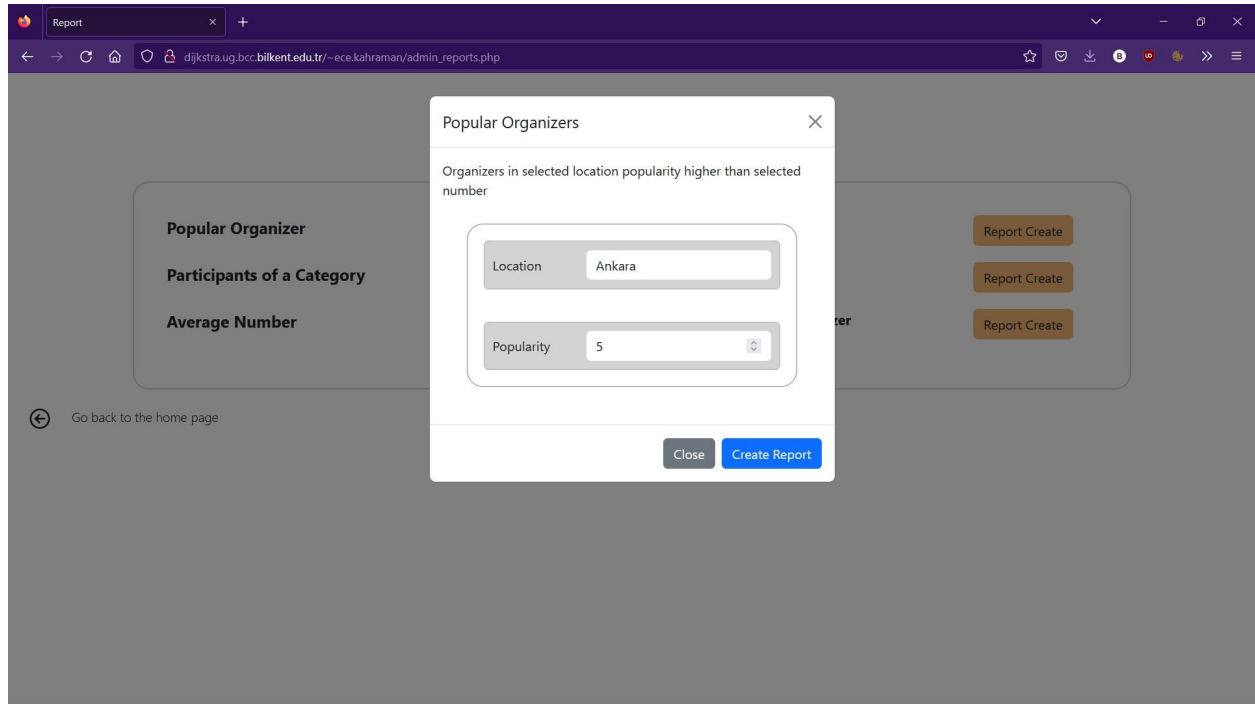 Report
dijkstra.ug.bcc.bilkent.edu.tr/~ece.kahraman/admin_reports.php
Popular Organizers
Organizers in selected location popularity higher than selected
number
Location Ankara
Popularity 5
Close Create Report
Popular Organizer Report Create
Participants of a Category Report Create
Average Number zer Report Create
Go back to the home page